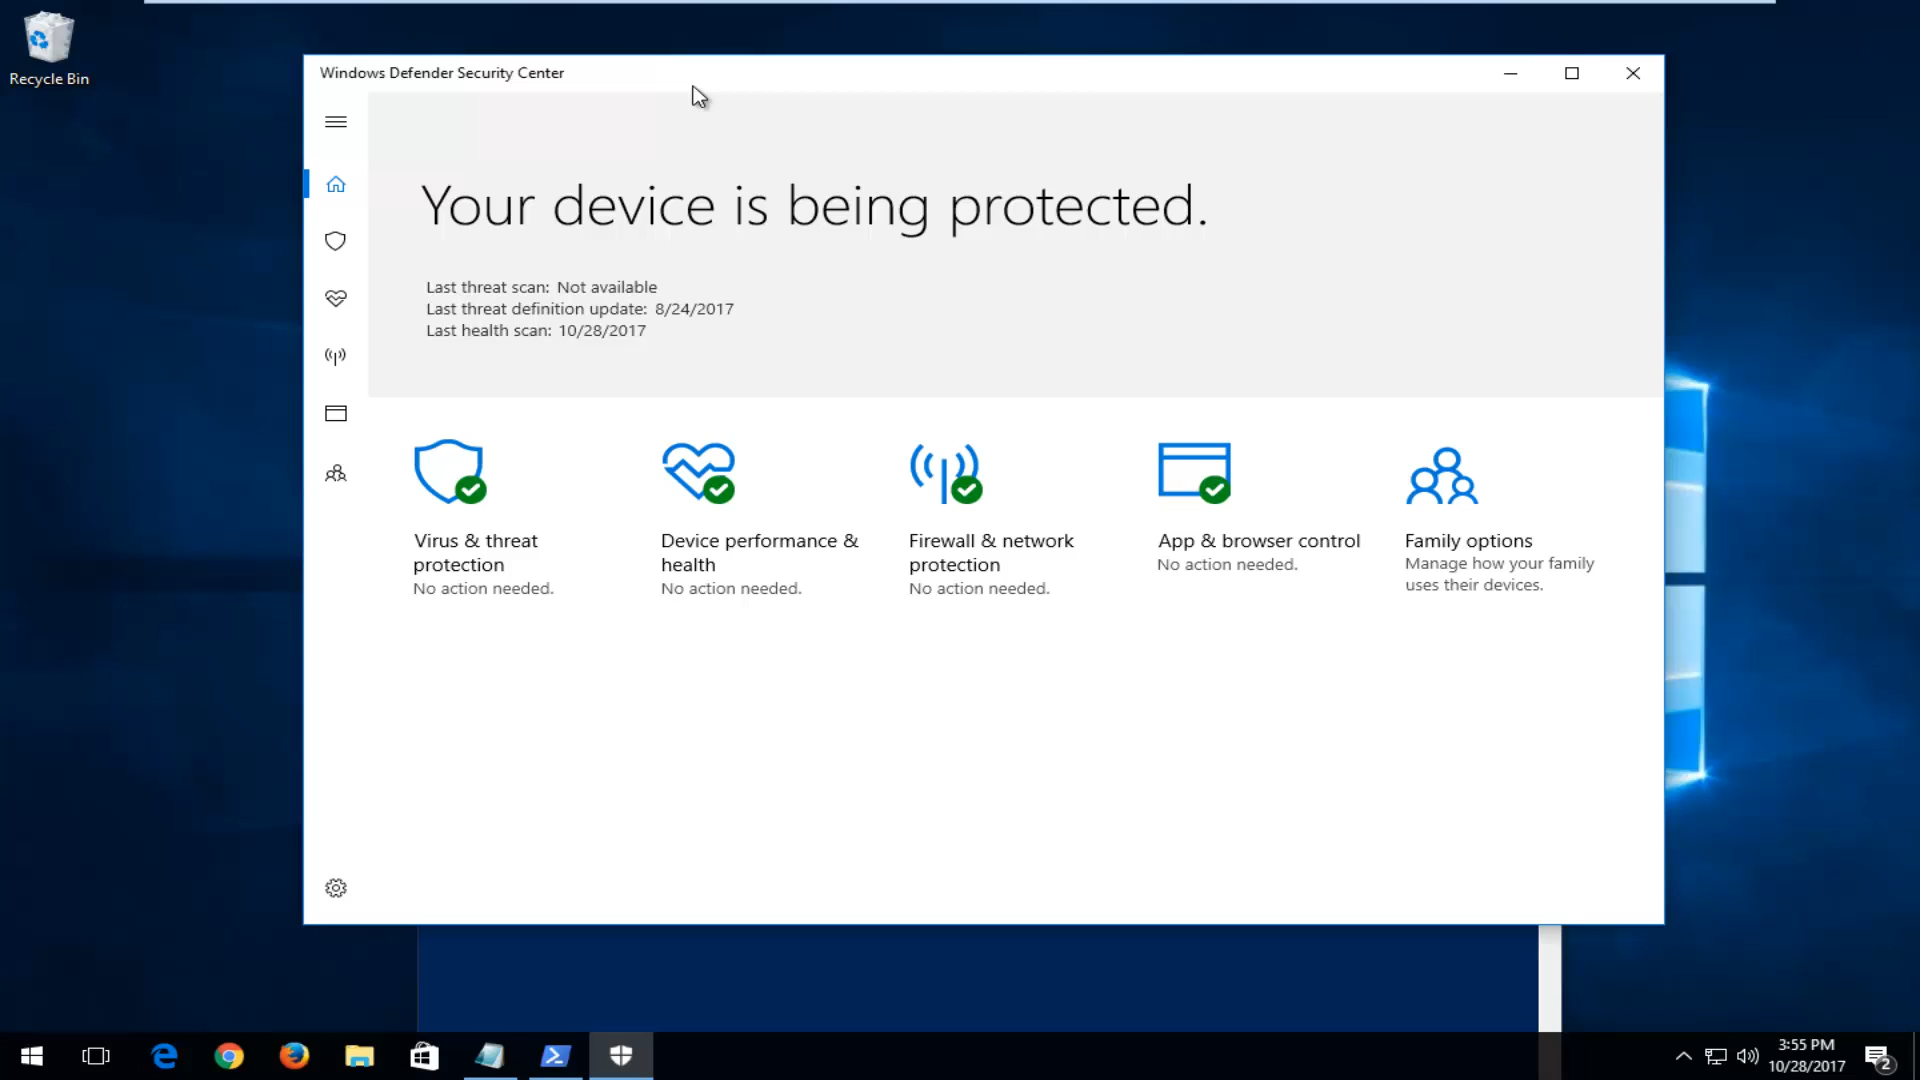 Recycle Bin
Windows Defender Security Center
Your device is being protected.
Last threat scan: Not available
Last threat definition update: 8/24/2017
Last health scan: 10/28/2017
Virus & threat
protection
No action needed.
Device performance &
health
No action needed.
Firewall & network
protection
No action needed.
App & browser control
No action needed.
Family options
Manage how your family
uses their devices.
3:55 PM
10/28/2017
2